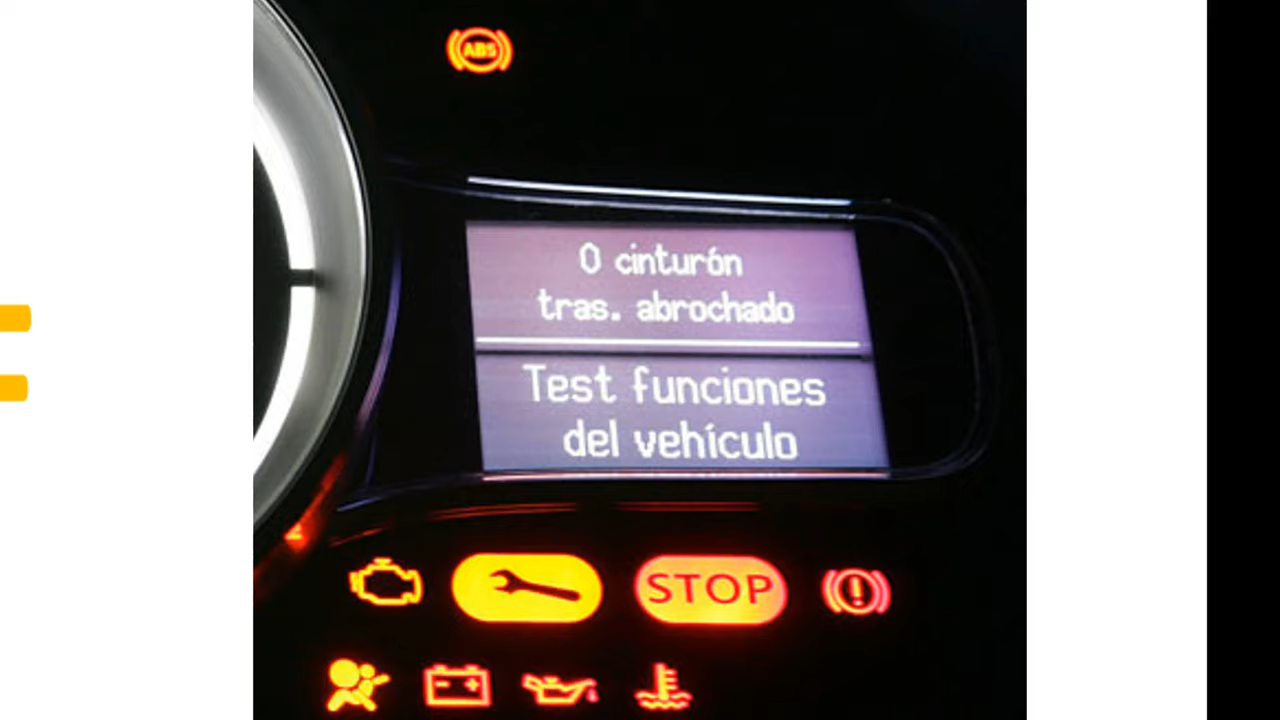 ABS
0 cinturón
tras. abrochado
Test funciones
del vehículo
STOP